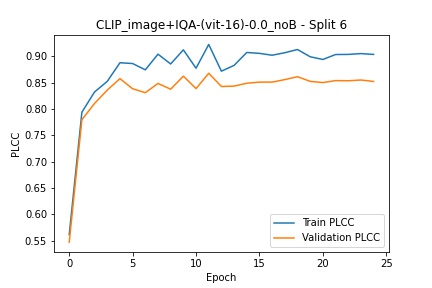 CLIP_image+IQA-(vit-16)-0.0_noB - Split 6
0.90
0.85
0.80
0.75
0.70
0.65
0.60
0.55
PLCC
Train PLCC
Validation PLCC
0 5 10 15 20 25
Epoch